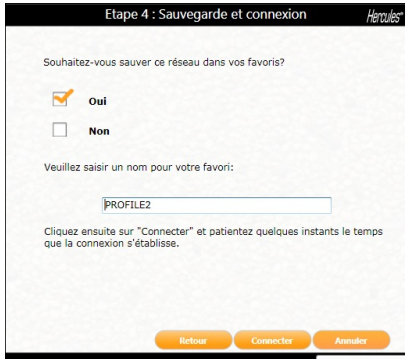 Etape 4 : Sauvegarde et connexion
Hercules
Souhaitez-vous sauver ce réseau dans vos favoris?
Oui
Non
Veuillez saisir un nom pour votre favori:
PROFILE2
Cliquez ensuite sur "Connecter" et patientez quelques instants le temps
que la connexion s'établisse.
Retour
Connecter
Annuler